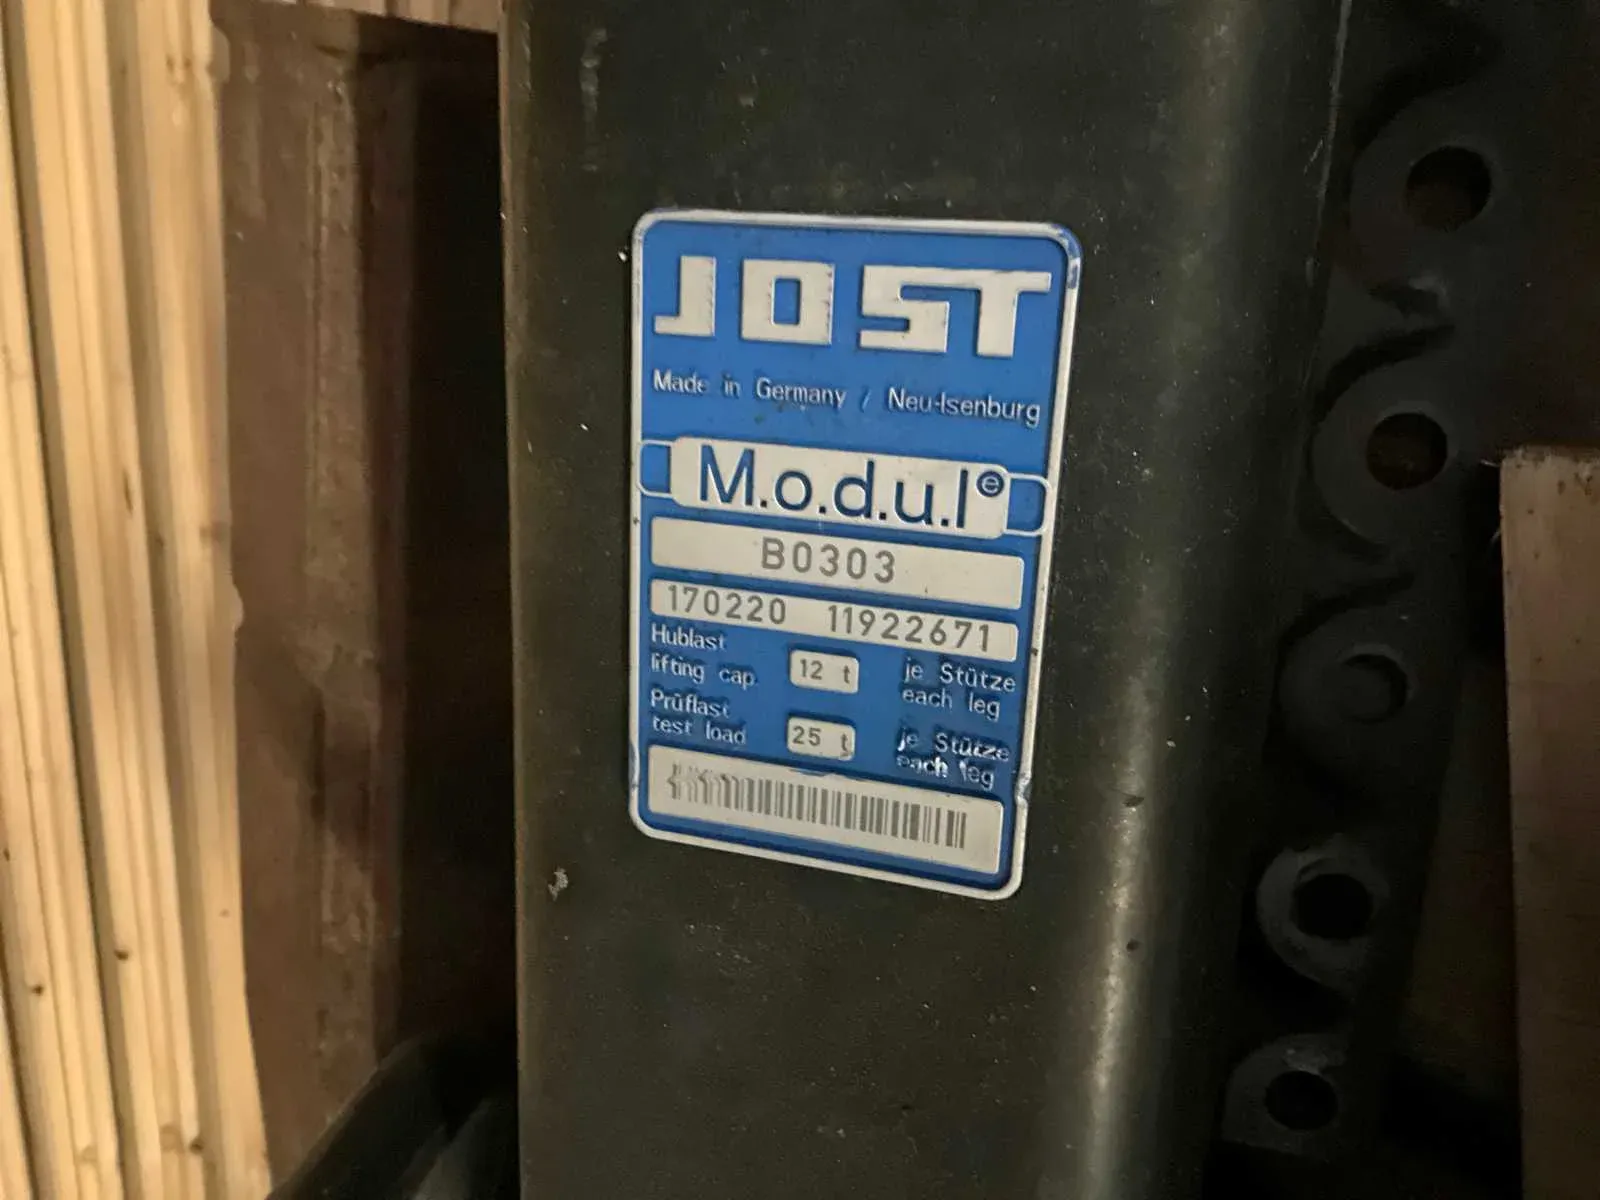 JOST
Made in Germany / Neu-Isenburg
M.o.d.u.l®
B0303
170220 11922671
Hublast
lifting cap. 12 t je Stütze
each leg
Prüflast
test load 25 t je Stütze
each leg